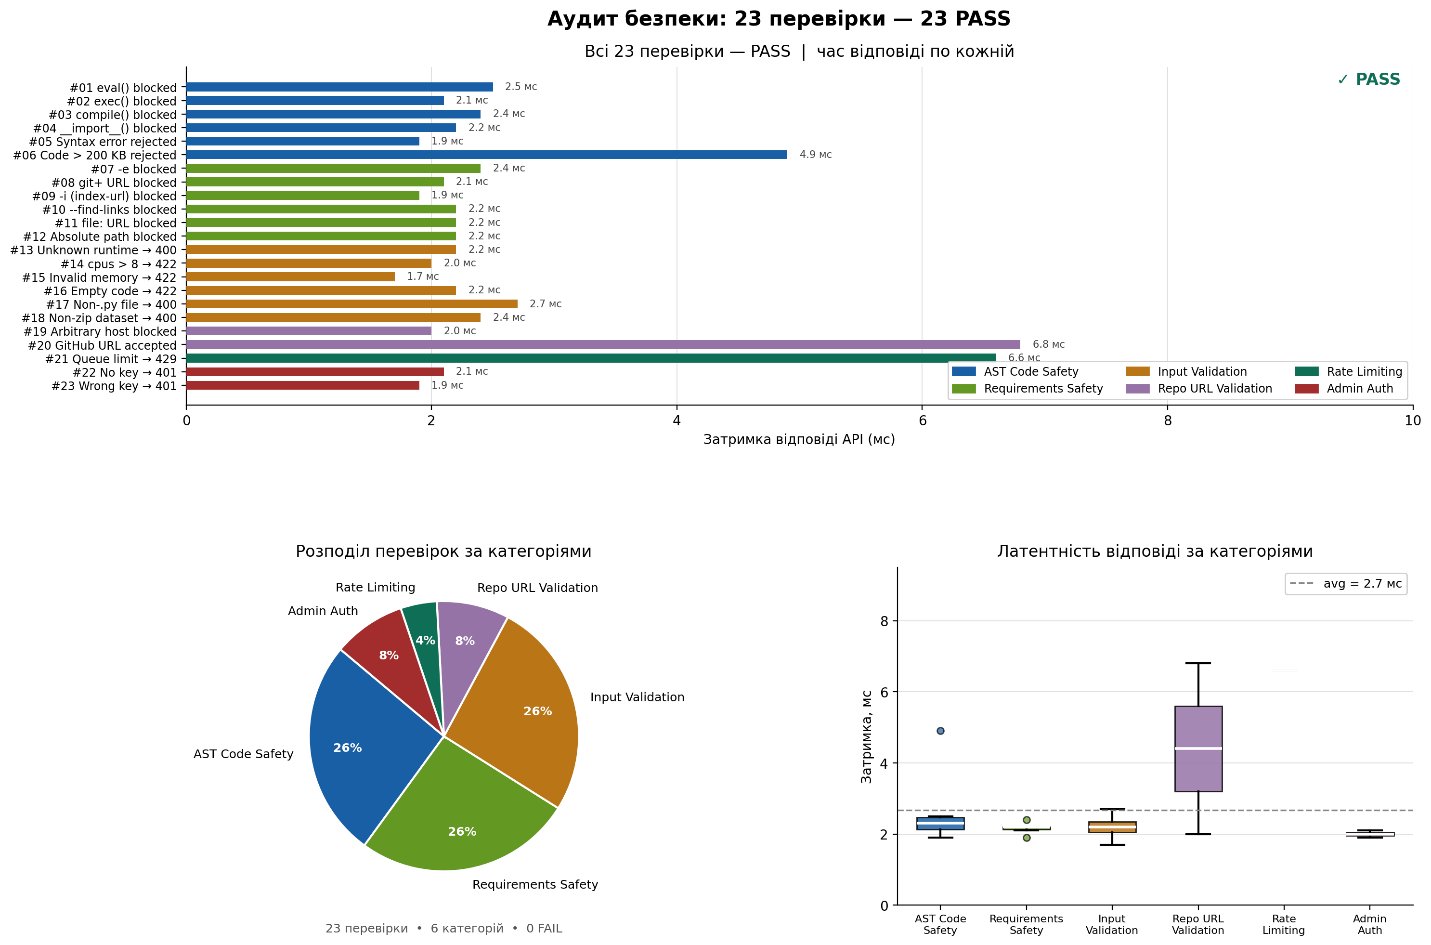 Аудит безпеки: 23 перевірки — 23 PASS
Всі 23 перевірки — PASS | час відповіді по кожній
✓ PASS
#01 eval() blocked 2.5 мс
#02 exec() blocked 2.1 мс
#03 compile() blocked 2.4 мс
#04 __import__() blocked 2.2 мс
#05 Syntax error rejected 1.9 мс
#06 Code > 200 KB rejected 4.9 мс
#07 -e blocked 2.4 мс
#08 git+ URL blocked 2.1 мс
#09 -i (index-url) blocked 1.9 мс
#10 --find-links blocked 2.2 мс
#11 file: URL blocked 2.2 мс
#12 Absolute path blocked 2.2 мс
#13 Unknown runtime → 400 2.2 мс
#14 cpus > 8 → 422 2.0 мс
#15 Invalid memory → 422 1.7 мс
#16 Empty code → 422 2.2 мс
#17 Non-.py file → 400 2.7 мс
#18 Non-zip dataset → 400 2.4 мс
#19 Arbitrary host blocked 2.0 мс
#20 GitHub URL accepted 6.8 мс
#21 Queue limit → 429 6.6 мс
#22 No key → 401 2.1 мс
#23 Wrong key → 401 1.9 мс
AST Code Safety Input Validation Rate Limiting
Requirements Safety Repo URL Validation Admin Auth
0 2 4 6 8 10
Затримка відповіді API (мс)
Розподіл перевірок за категоріями
Rate Limiting
Repo URL Validation
Admin Auth
4%
8%
8%
Input Validation
26%
AST Code Safety
26%
26%
Requirements Safety
23 перевірки • 6 категорій • 0 FAIL
Латентність відповіді за категоріями
avg = 2.7 мс
Затримка, мс
8
6
4
2
0
AST Code
Safety
Requirements
Safety
Input
Validation
Repo URL
Validation
Rate
Limiting
Admin
Auth